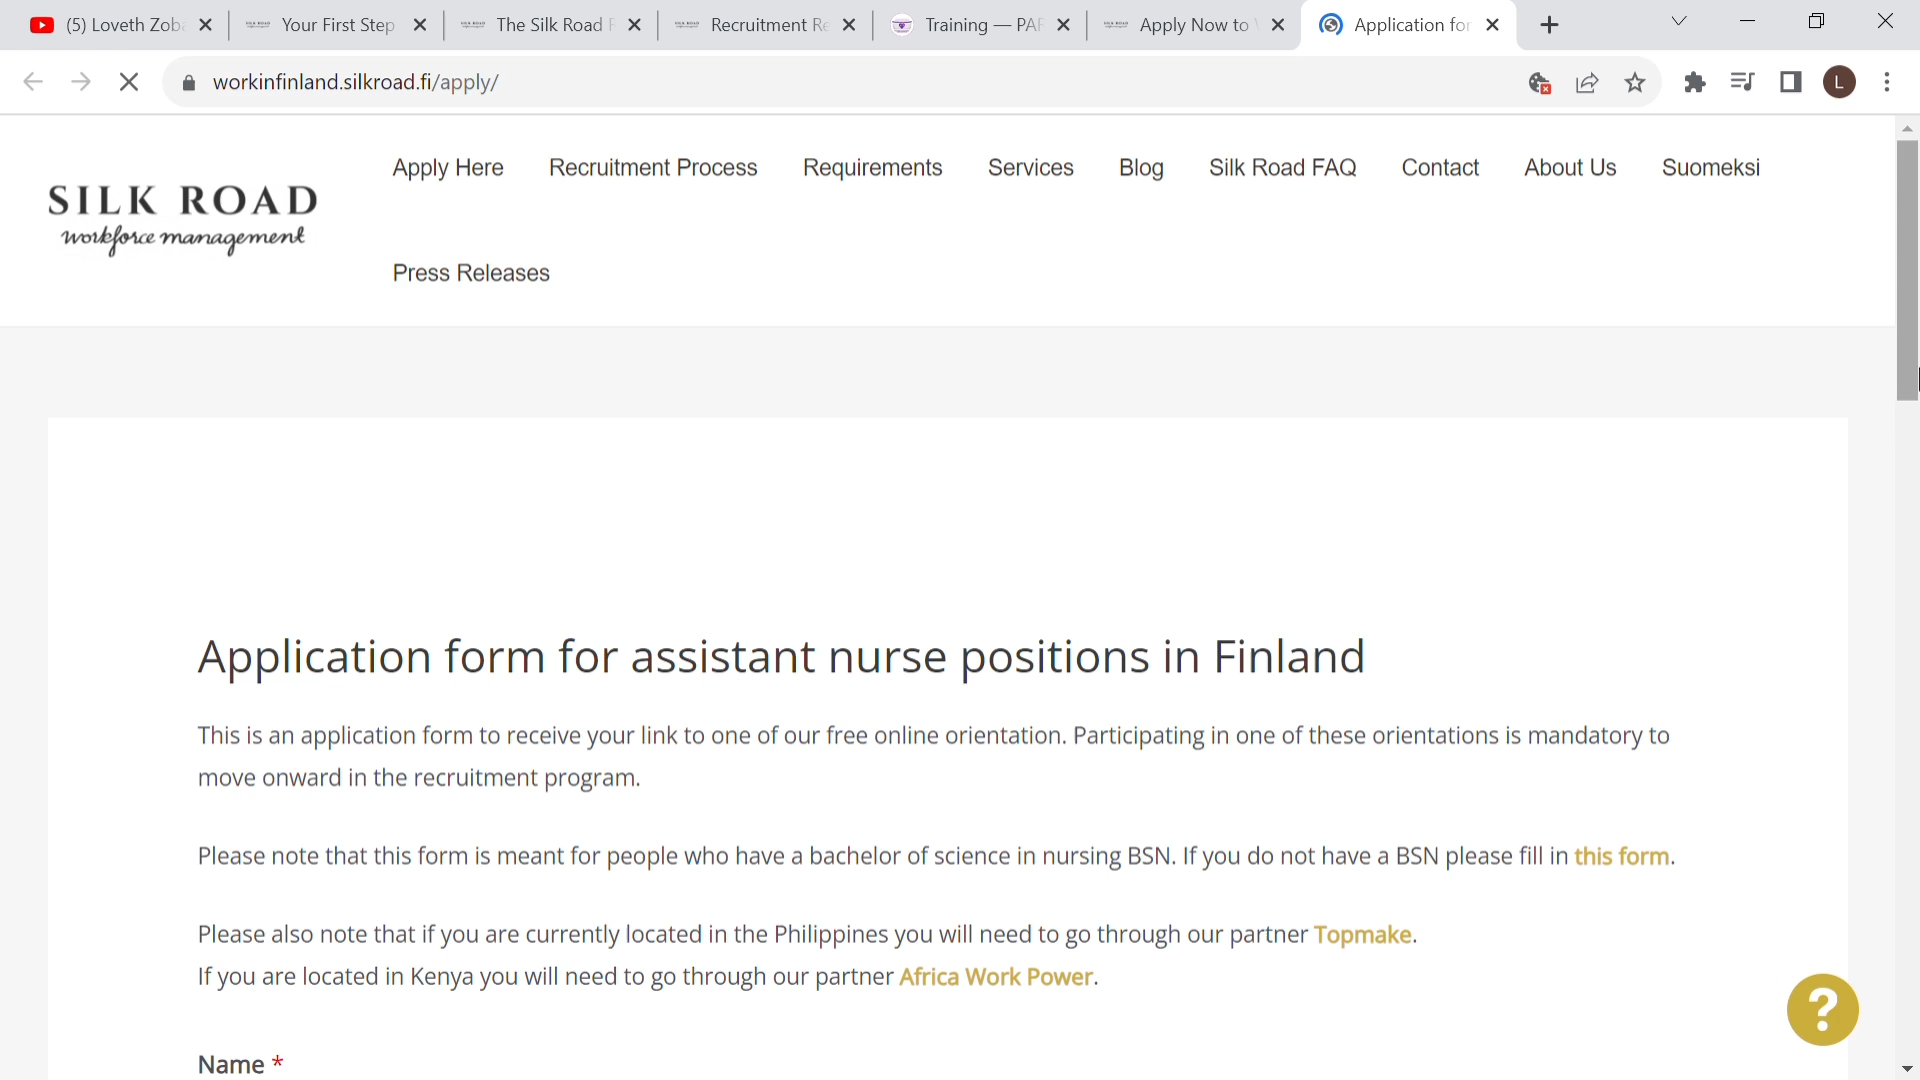 (5) Loveth Zoba
Your First Step
The Silk Road
Recruitment Re
Training — PAR
Apply Now to
Application for
workinfinland.silkroad.fi/apply/
L
SILK ROAD
workforce management
Apply Here
Recruitment Process
Requirements
Services
Blog
Silk Road FAQ
Contact
About Us
Suomeksi
Press Releases
Application form for assistant nurse positions in Finland
This is an application form to receive your link to one of our free online orientation. Participating in one of these orientations is mandatory to
move onward in the recruitment program.
Please note that this form is meant for people who have a bachelor of science in nursing BSN. If you do not have a BSN please fill in this form.
Please also note that if you are currently located in the Philippines you will need to go through our partner Topmake.
If you are located in Kenya you will need to go through our partner Africa Work Power.
?
Name *